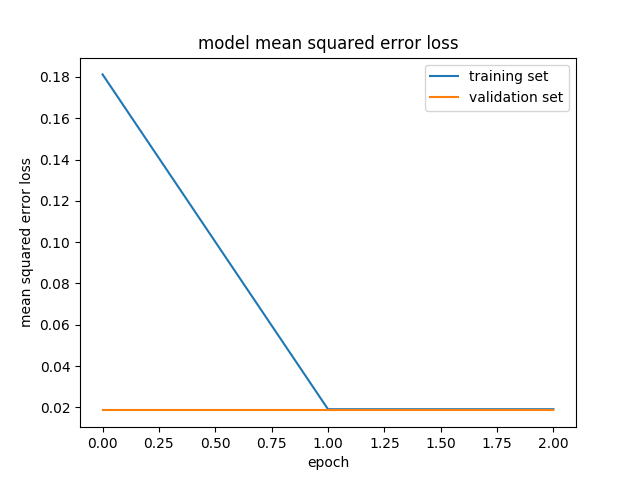 model mean squared error loss
training set
validation set
0.18
0.16
0.14
0.12
0.10
0.08
0.06
0.04
0.02
mean squared error loss
0.00 0.25 0.50 0.75 1.00 1.25 1.50 1.75 2.00
epoch